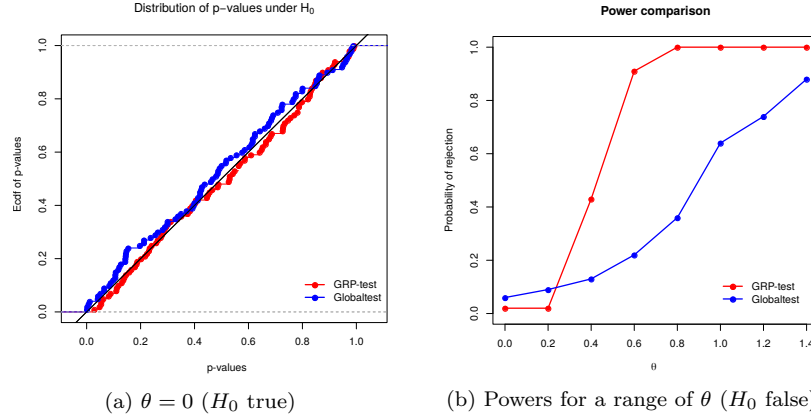 Distribution of p−values under H₀
Ecdf of p−values
1.0
0.8
0.6
0.4
0.2
0.0
GRP−test
Globaltest
0.0 0.2 0.4 0.6 0.8 1.0
p−values
(a) θ = 0 (H₀ true)
Power comparison
Probability of rejection
1.0
0.8
0.6
0.4
0.2
0.0
GRP−test
Globaltest
0.0 0.2 0.4 0.6 0.8 1.0 1.2 1.4
θ
(b) Powers for a range of θ (H₀ false)